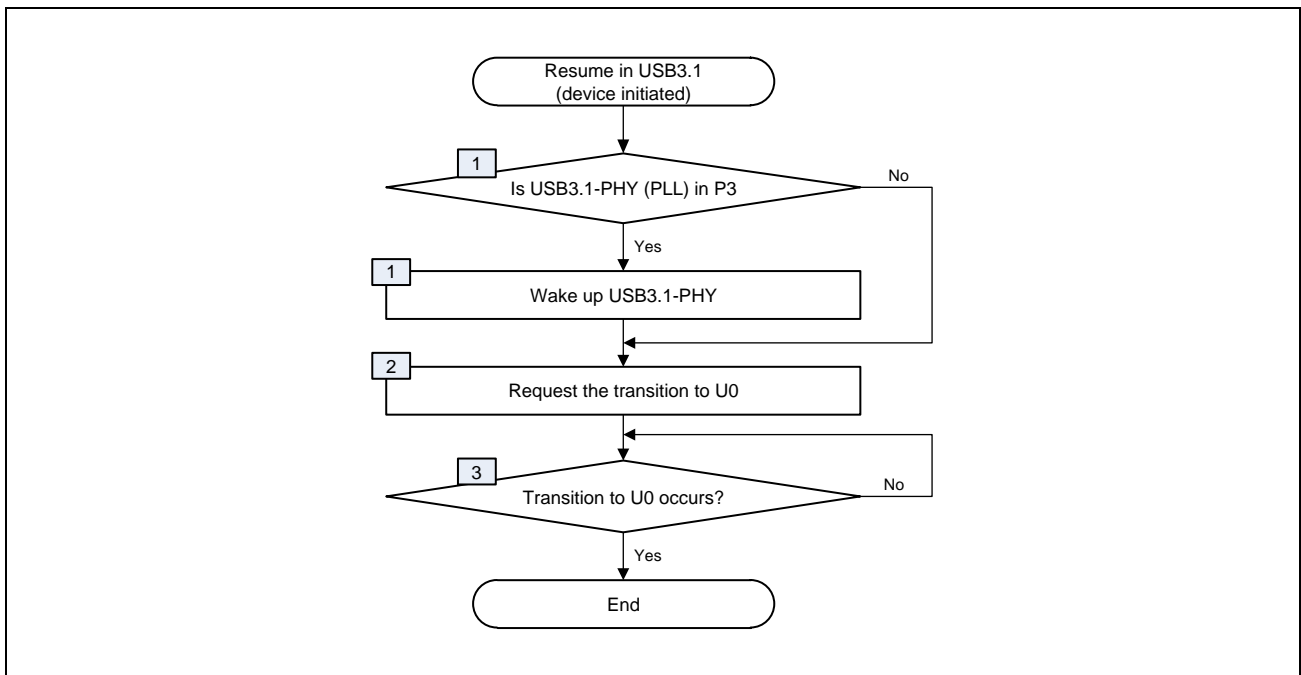 Resume in USB3.1
(device initiated)
1
Is USB3.1-PHY (PLL) in P3
No
Yes
1
Wake up USB3.1-PHY
2
Request the transition to U0
3
Transition to U0 occurs?
No
Yes
End